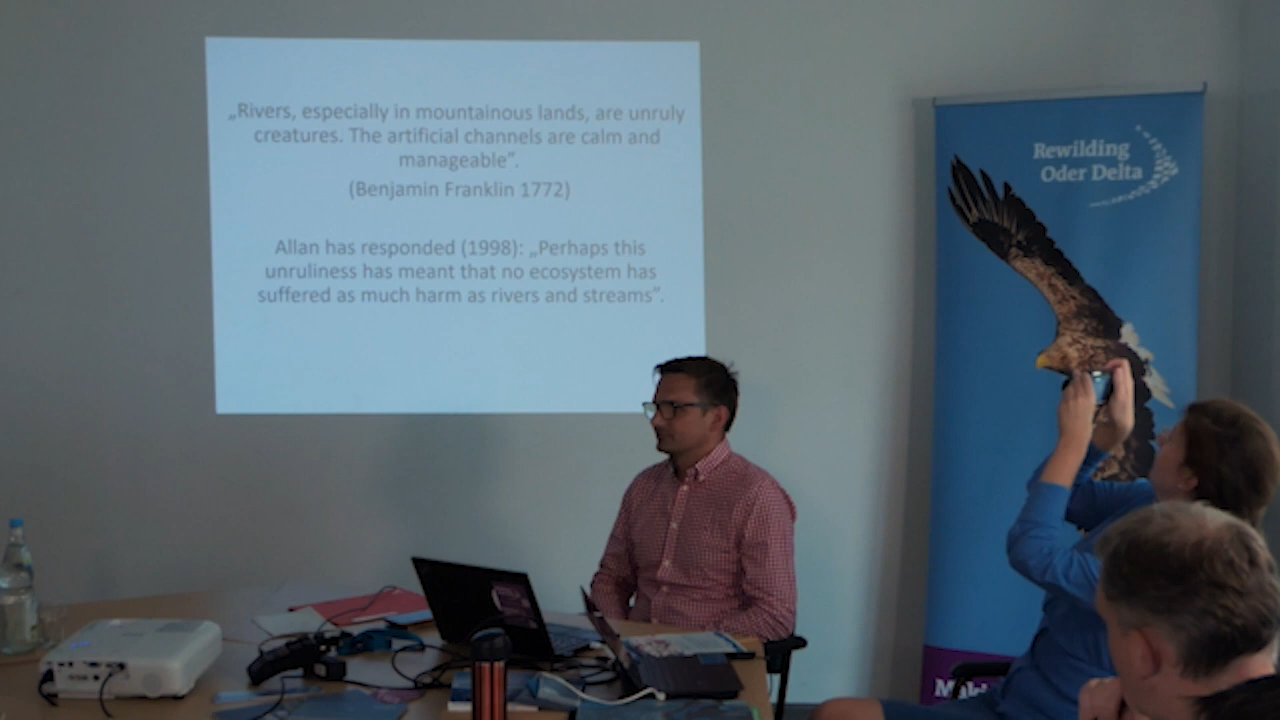 „Rivers, especially in mountainous lands, are unruly
creatures. The artificial channels are calm and
manageable”.
(Benjamin Franklin 1772)
Allan has responded (1998): „Perhaps this
unruliness has meant that no ecosystem has
suffered as much harm as rivers and streams”.
Rewilding
Oder Delta